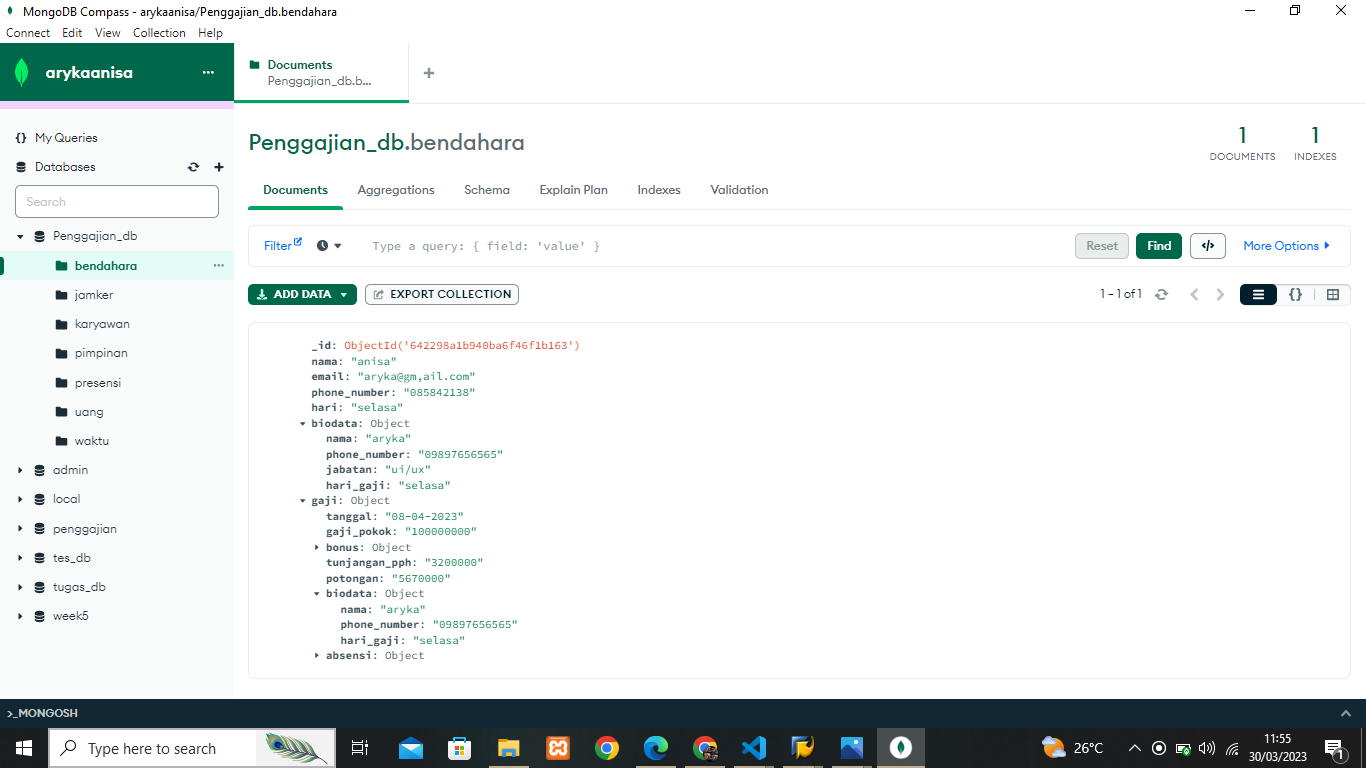 MongoDB Compass - arykaanisa/Penggajian_db.bendahara
Connect Edit View Collection Help
arykaanisa
Documents
Penggajian_db.b...
My Queries
Databases
Search
Penggajian_db
bendahara
jamker
karyawan
pimpinan
presensi
uang
waktu
admin
local
penggajian
tes_db
tugas_db
week5
Penggajian_db.bendahara
1
DOCUMENTS
1
INDEXES
Documents Aggregations Schema Explain Plan Indexes Validation
Filter Type a query: { field: 'value' } Reset Find </> More Options
ADD DATA EXPORT COLLECTION 1 – 1 of 1 {}
_id: ObjectId('642298a1b940ba6f46f1b163')
nama: "anisa"
email: "aryka@gm,ail.com"
phone_number: "085842138"
hari: "selasa"
biodata: Object
nama: "aryka"
phone_number: "09897656565"
jabatan: "ui/ux"
hari_gaji: "selasa"
gaji: Object
tanggal: "08-04-2023"
gaji_pokok: "100000000"
bonus: Object
tunjangan_pph: "3200000"
potongan: "5670000"
biodata: Object
nama: "aryka"
phone_number: "09897656565"
hari_gaji: "selasa"
absensi: Object
>_MONGOSH
Type here to search
26°C
11:55
30/03/2023
1